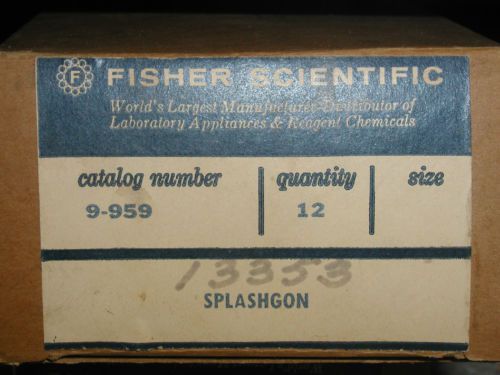 F FISHER SCIENTIFIC
World's Largest Manufacturer-Distributor of
Laboratory Appliances & Reagent Chemicals
catalog number quantity size
9-959 12
13353
SPLASHGON